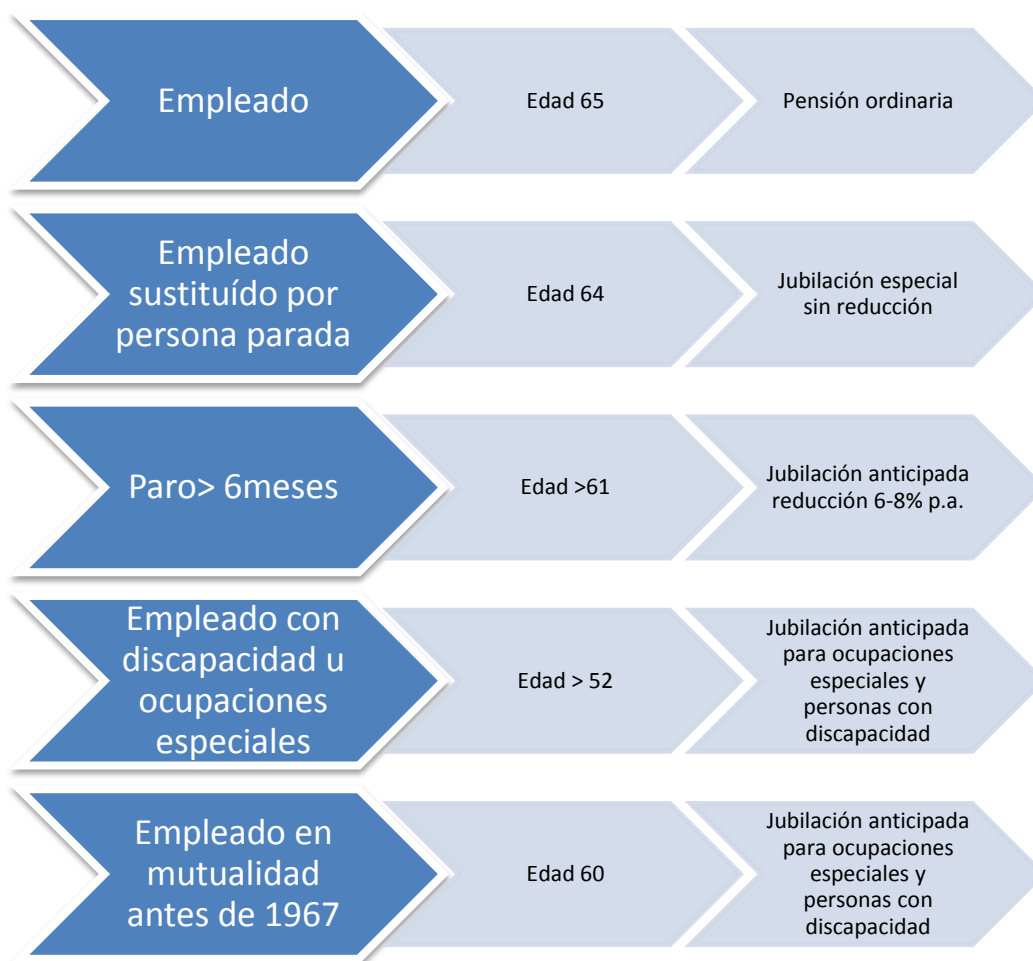 Empleado
Edad 65
Pensión ordinaria
Empleado
sustituído por
persona parada
Edad 64
Jubilación especial
sin reducción
Paro> 6meses
Edad >61
Jubilación anticipada
reducción 6-8% p.a.
Empleado con
discapacidad u
ocupaciones
especiales
Edad > 52
Jubilación anticipada
para ocupaciones
especiales y
personas con
discapacidad
Empleado en
mutualidad
antes de 1967
Edad 60
Jubilación anticipada
para ocupaciones
especiales y
personas con
discapacidad